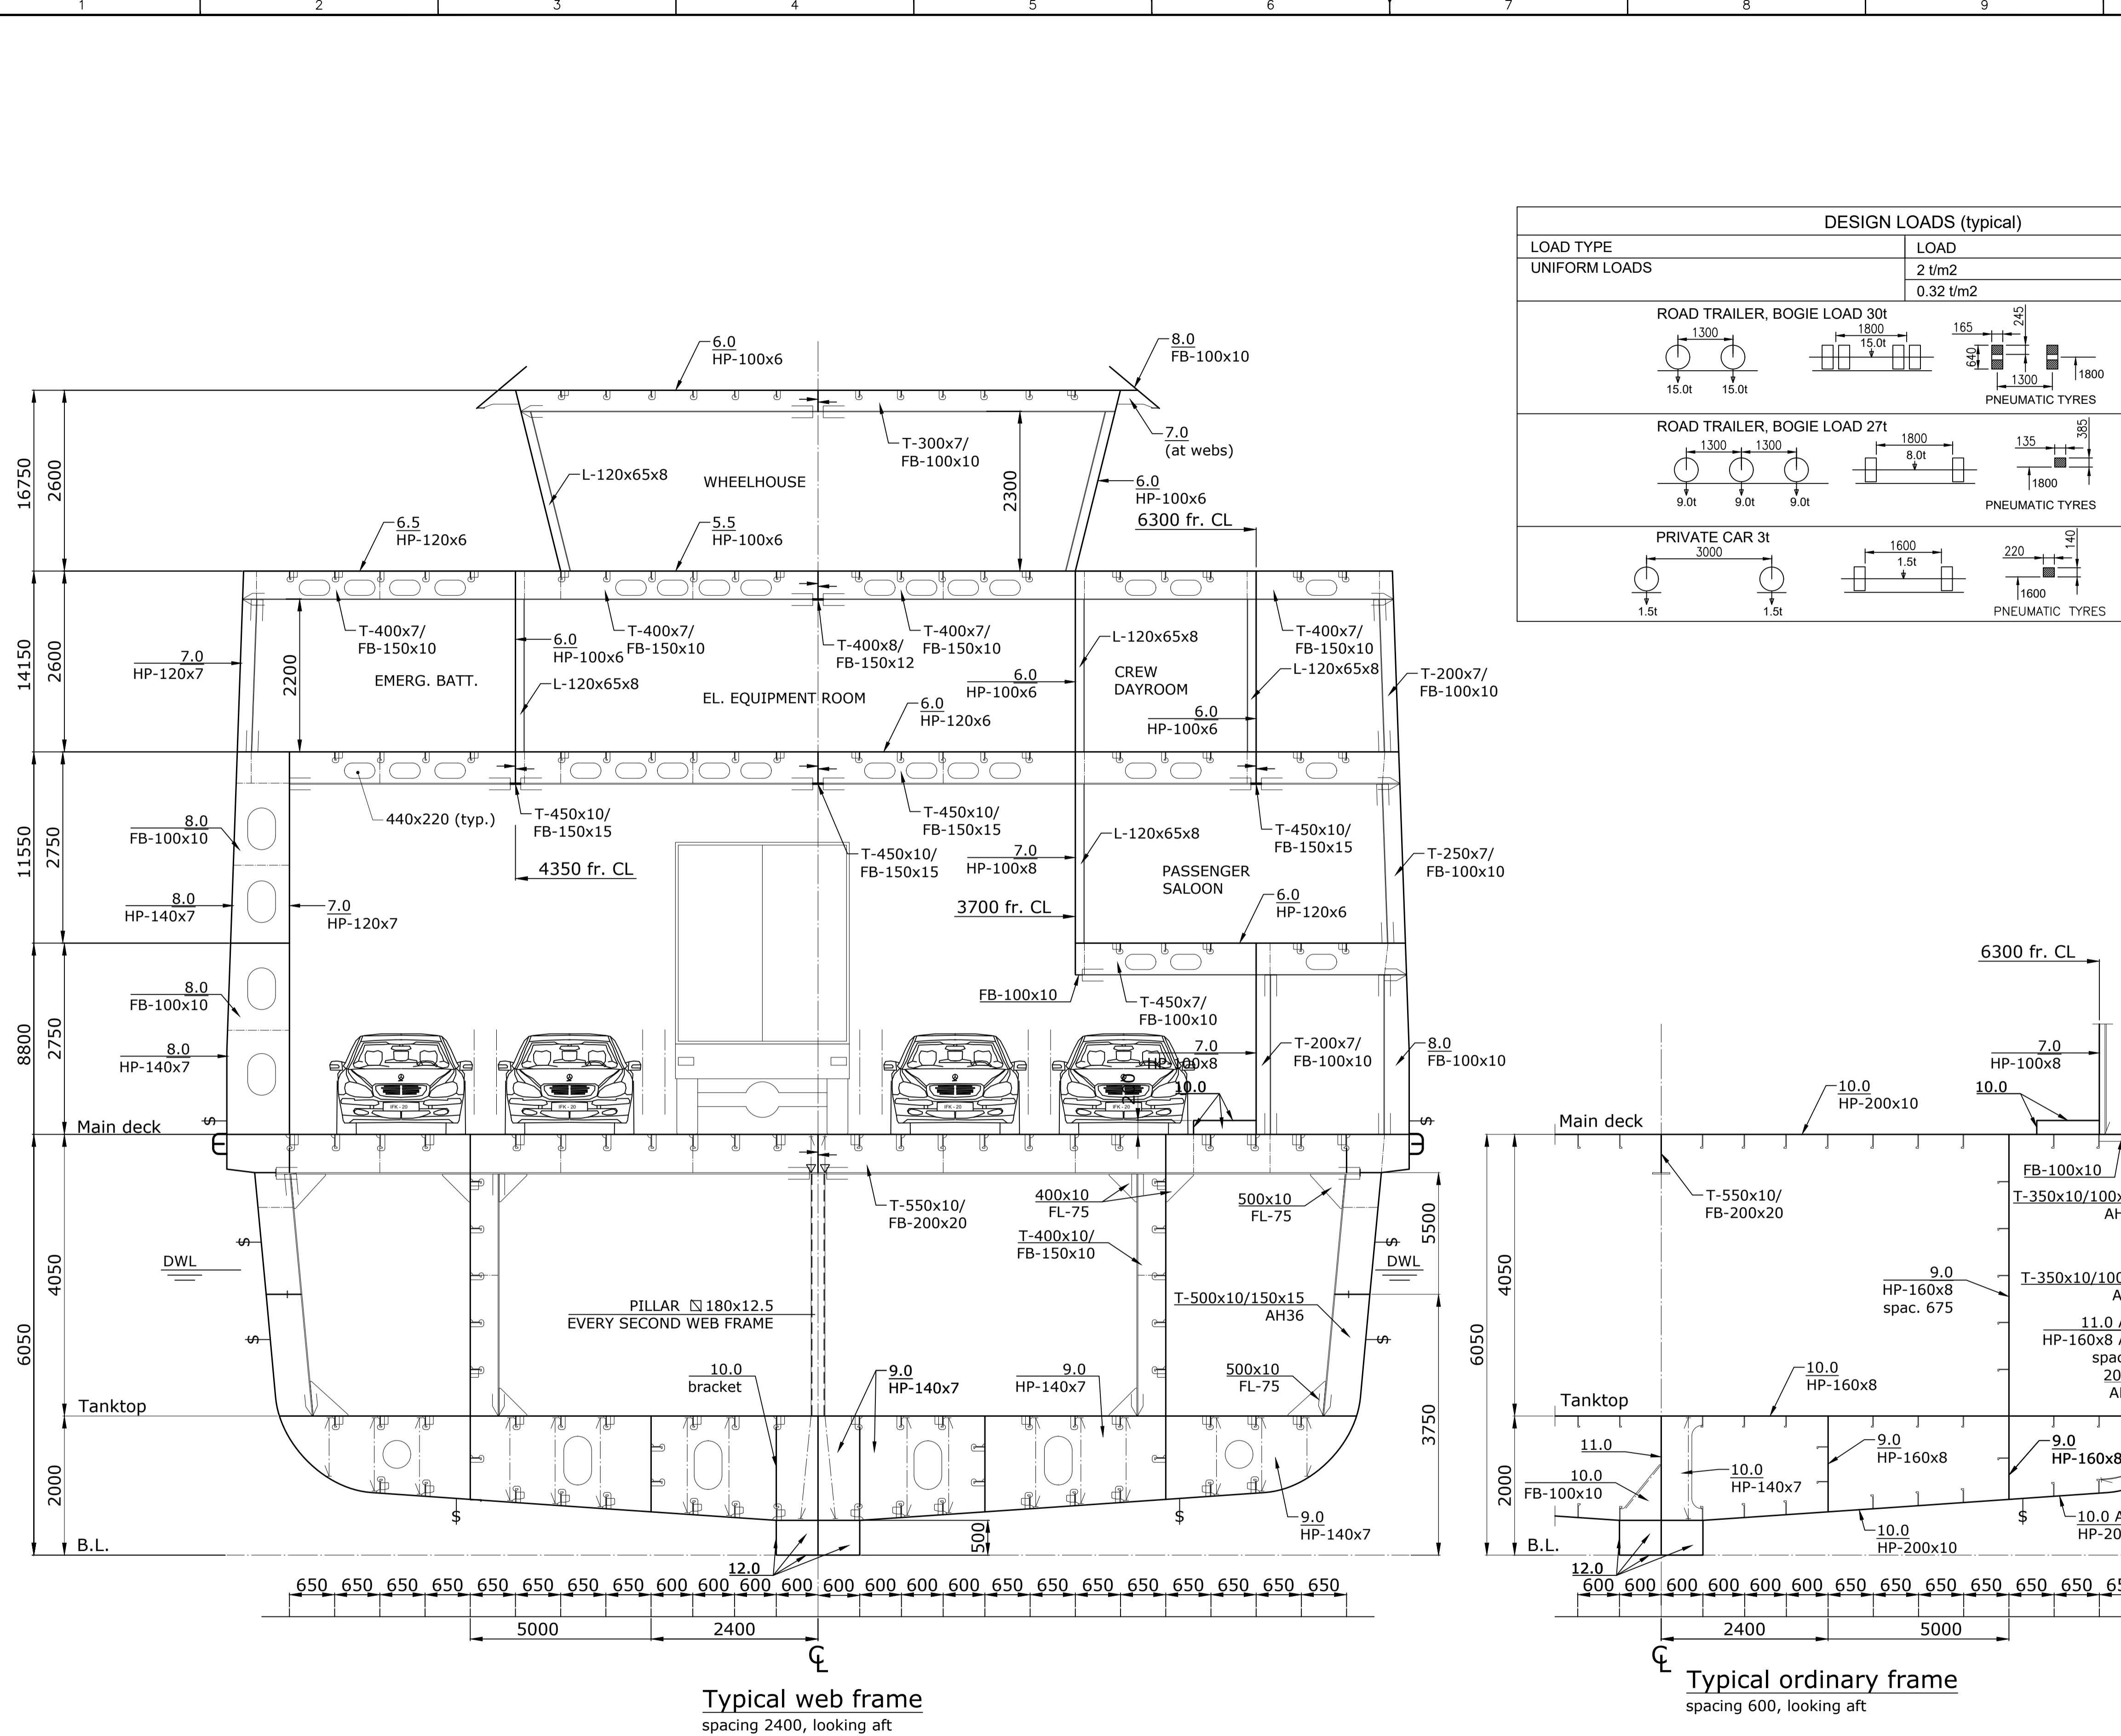 1 2 3 4 5 6 7 8 9
DESIGN LOADS (typical)
LOAD TYPE LOAD
UNIFORM LOADS 2 t/m2
0.32 t/m2
ROAD TRAILER, BOGIE LOAD 30t
1300 1800 165 245
15.0t
640
15.0t 15.0t 1300 1800
PNEUMATIC TYRES
ROAD TRAILER, BOGIE LOAD 27t
1300 1300 1800 135 385
8.0t
1800
9.0t 9.0t 9.0t
PNEUMATIC TYRES
PRIVATE CAR 3t
3000 1600 220 140
1.5t
1600
1.5t 1.5t
PNEUMATIC TYRES
6.0
HP-100x6
8.0
FB-100x10
T-300x7/
FB-100x10
7.0
(at webs)
L-120x65x8
WHEELHOUSE
2300
6.0
HP-100x6
6300 fr. CL
16750
2600
6.5
HP-120x6
5.5
HP-100x6
14150
2600
2200
7.0
HP-120x7
T-400x7/
FB-150x10
EMERG. BATT.
6.0
HP-100x6
T-400x7/
FB-150x10
L-120x65x8
T-400x8/
FB-150x12
T-400x7/
FB-150x10
EL. EQUIPMENT ROOM
6.0
HP-120x6
6.0
HP-100x6
L-120x65x8
CREW
DAYROOM
6.0
HP-100x6
T-400x7/
FB-150x10
L-120x65x8
T-200x7/
FB-100x10
11550
2750
8.0
FB-100x10
8.0
HP-140x7
440x220 (typ.)
7.0
HP-120x7
T-450x10/
FB-150x15
4350 fr. CL
T-450x10/
FB-150x15
T-450x10/
FB-150x15
7.0
HP-100x8
3700 fr. CL
L-120x65x8
PASSENGER
SALOON
6.0
HP-120x6
T-450x10/
FB-150x15
T-250x7/
FB-100x10
8800
2750
8.0
FB-100x10
8.0
HP-140x7
FB-100x10
T-450x7/
FB-100x10
7.0
HP-100x8
10.0
T-200x7/
FB-100x10
8.0
FB-100x10
IFK - 20
IFK - 20
IFK - 20
IFK - 20
$
$
Main deck
6050
4050
T-550x10/
FB-200x20
400x10
FL-75
500x10
FL-75
T-400x10/
FB-150x10
5500
$
$
DWL
DWL
PILLAR 180x12.5
EVERY SECOND WEB FRAME
T-500x10/150x15
AH36
$
$
10.0
bracket
9.0
HP-140x7
9.0
HP-140x7
500x10
FL-75
Tanktop
3750
2000
$
$
500
9.0
HP-140x7
B.L.
12.0
650 650 650 650 650 650 650 650 600 600 600 600 600 600 600 600 650 650 650 650 650 650 650 650
5000 2400
CL
Typical web frame
spacing 2400, looking aft
6300 fr. CL
7.0
HP-100x8
10.0
HP-200x10
10.0
Main deck
FB-100x10
T-550x10/
FB-200x20
6050
4050
9.0
HP-160x8
spac. 675
10.0
HP-160x8
Tanktop
2000
11.0
10.0
FB-100x10
10.0
HP-140x7
9.0
HP-160x8
9.0
HP-160x8
10.0
HP-200x10
$
B.L.
12.0
600 600 600 600 600 600 650 650 650 650 650 650
2400 5000
CL
Typical ordinary frame
spacing 600, looking aft